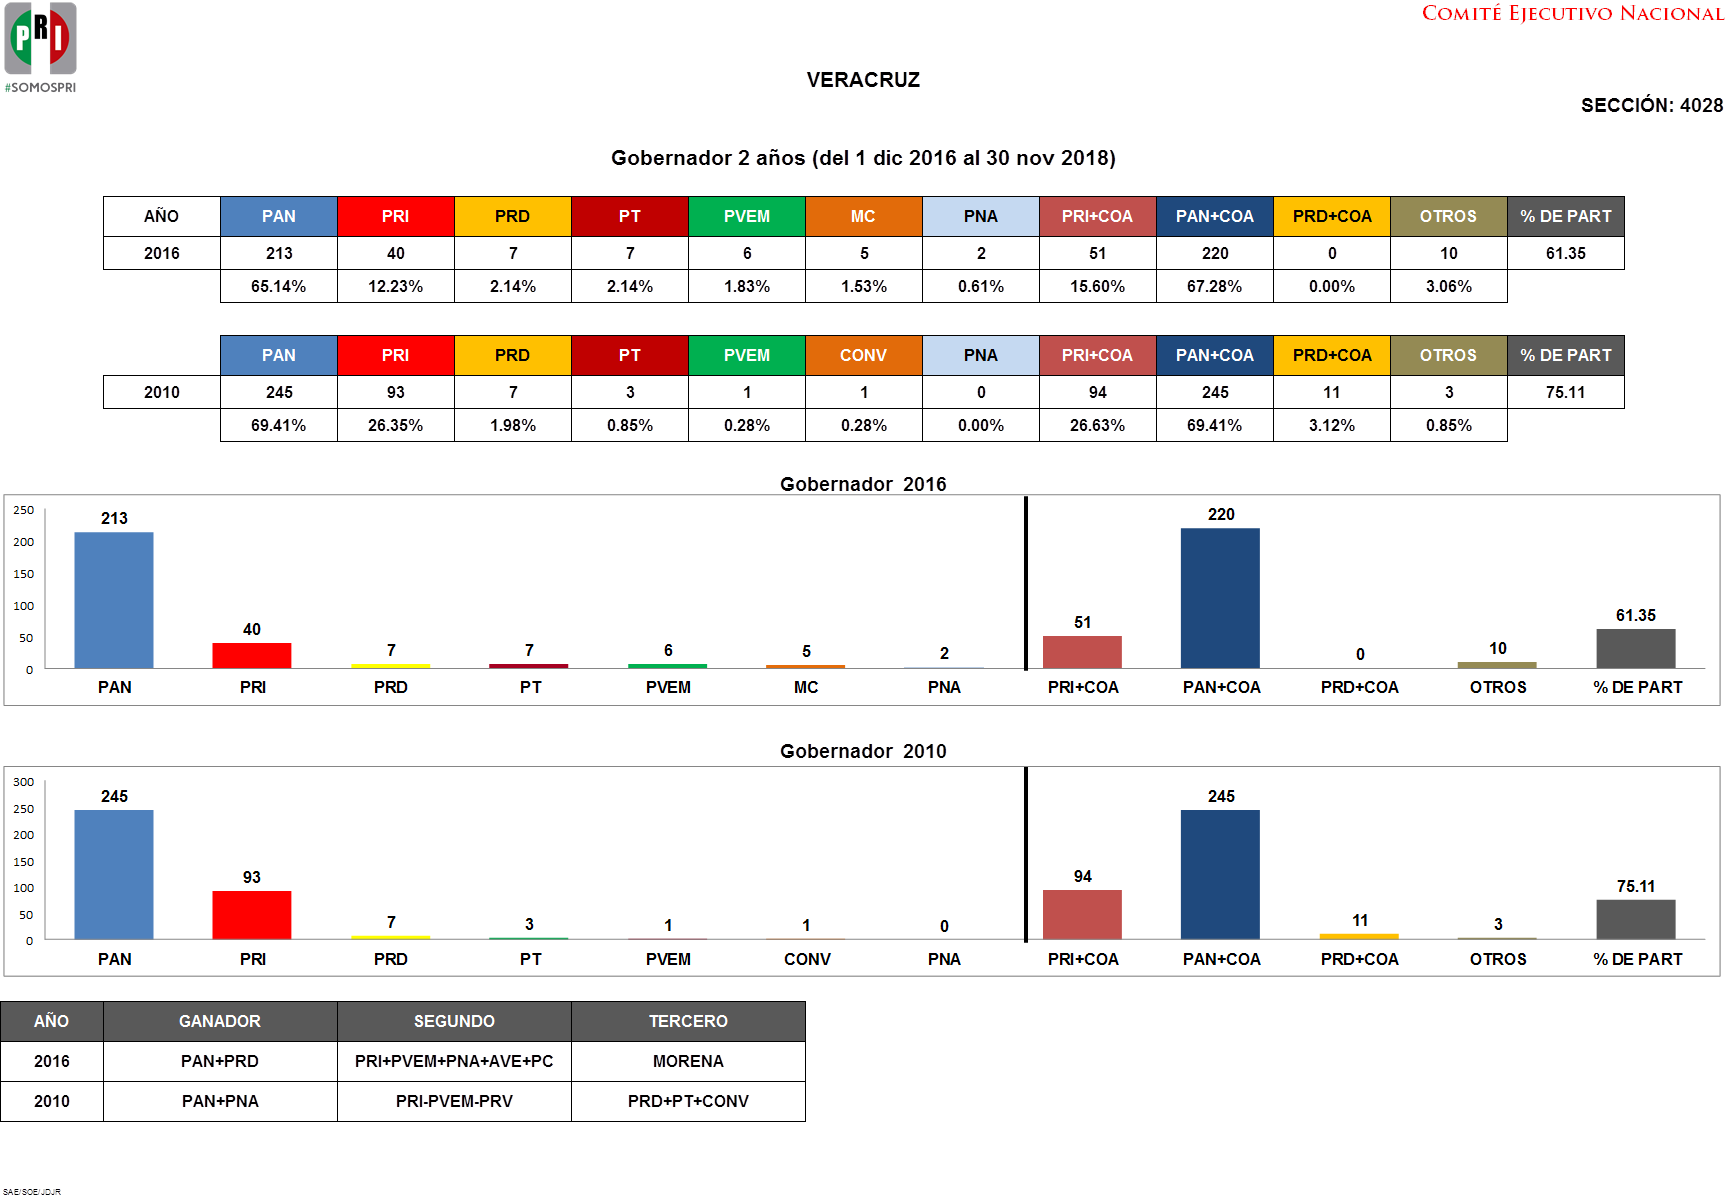 PRI
#SOMOSPRI
COMITÉ EJECUTIVO NACIONAL
VERACRUZ
SECCIÓN: 4028
Gobernador 2 años (del 1 dic 2016 al 30 nov 2018)
AÑO PAN PRI PRD PT PVEM MC PNA PRI+COA PAN+COA PRD+COA OTROS % DE PART
2016 213 40 7 7 6 5 2 51 220 0 10 61.35
65.14% 12.23% 2.14% 2.14% 1.83% 1.53% 0.61% 15.60% 67.28% 0.00% 3.06%
PAN PRI PRD PT PVEM CONV PNA PRI+COA PAN+COA PRD+COA OTROS % DE PART
2010 245 93 7 3 1 1 0 94 245 11 3 75.11
69.41% 26.35% 1.98% 0.85% 0.28% 0.28% 0.00% 26.63% 69.41% 3.12% 0.85%
Gobernador 2016
250
200
150
100
50
0
213 40 7 7 6 5 2 51 220 0 10 61.35
PAN PRI PRD PT PVEM MC PNA PRI+COA PAN+COA PRD+COA OTROS % DE PART
Gobernador 2010
300
250
200
150
100
50
0
245 93 7 3 1 1 0 94 245 11 3 75.11
PAN PRI PRD PT PVEM CONV PNA PRI+COA PAN+COA PRD+COA OTROS % DE PART
AÑO GANADOR SEGUNDO TERCERO
2016 PAN+PRD PRI+PVEM+PNA+AVE+PC MORENA
2010 PAN+PNA PRI-PVEM-PRV PRD+PT+CONV
SAE/SOE/JDJR